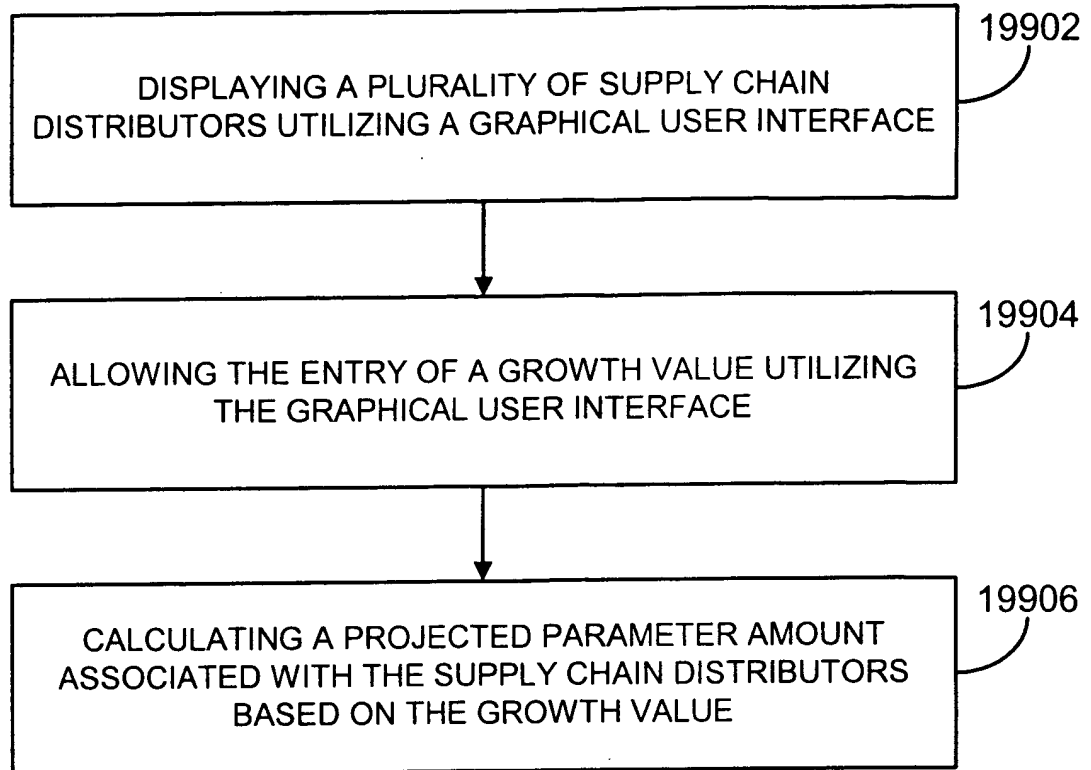 19902
DISPLAYING A PLURALITY OF SUPPLY CHAIN
DISTRIBUTORS UTILIZING A GRAPHICAL USER INTERFACE
19904
ALLOWING THE ENTRY OF A GROWTH VALUE UTILIZING
THE GRAPHICAL USER INTERFACE
19906
CALCULATING A PROJECTED PARAMETER AMOUNT
ASSOCIATED WITH THE SUPPLY CHAIN DISTRIBUTORS
BASED ON THE GROWTH VALUE